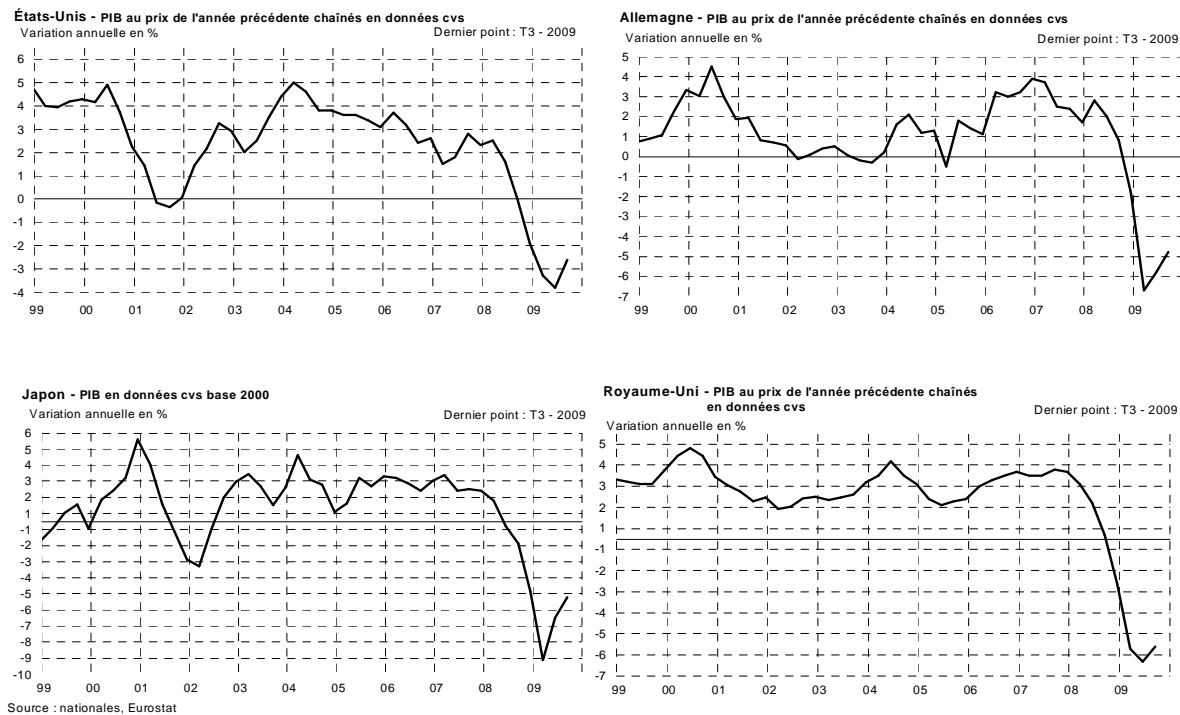 États-Unis - PIB au prix de l'année précédente chaînés en données cvs
Variation annuelle en %
Dernier point : T3 - 2009
6
5
4
3
2
1
0
-1
-2
-3
-4
99 00 01 02 03 04 05 06 07 08 09
Allemagne - PIB au prix de l'année précédente chaînés en données cvs
Variation annuelle en %
Dernier point : T3 - 2009
5
4
3
2
1
0
-1
-2
-3
-4
-5
-6
-7
99 00 01 02 03 04 05 06 07 08 09
Japon - PIB en données cvs base 2000
Variation annuelle en %
Dernier point : T3 - 2009
6
5
4
3
2
1
-1
-2
-3
-4
-5
-6
-7
-8
-9
-10
99 00 01 02 03 04 05 06 07 08 09
Royaume-Uni - PIB au prix de l'année précédente chaînés
en données cvs
Variation annuelle en %
Dernier point : T3 - 2009
5
4
3
2
1
-1
-2
-3
-4
-5
-6
-7
99 00 01 02 03 04 05 06 07 08 09
Source : nationales, Eurostat